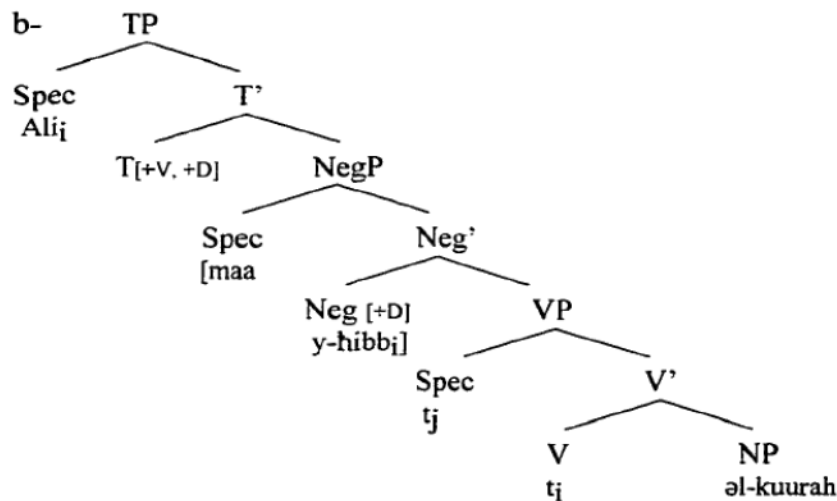 b- TP
Spec T’
Alii
T[+V, +D] NegP
Spec Neg’
[maa
Neg [+D] VP
y-ħibbi]
Spec V’
tj
V NP
ti əl-kuurah